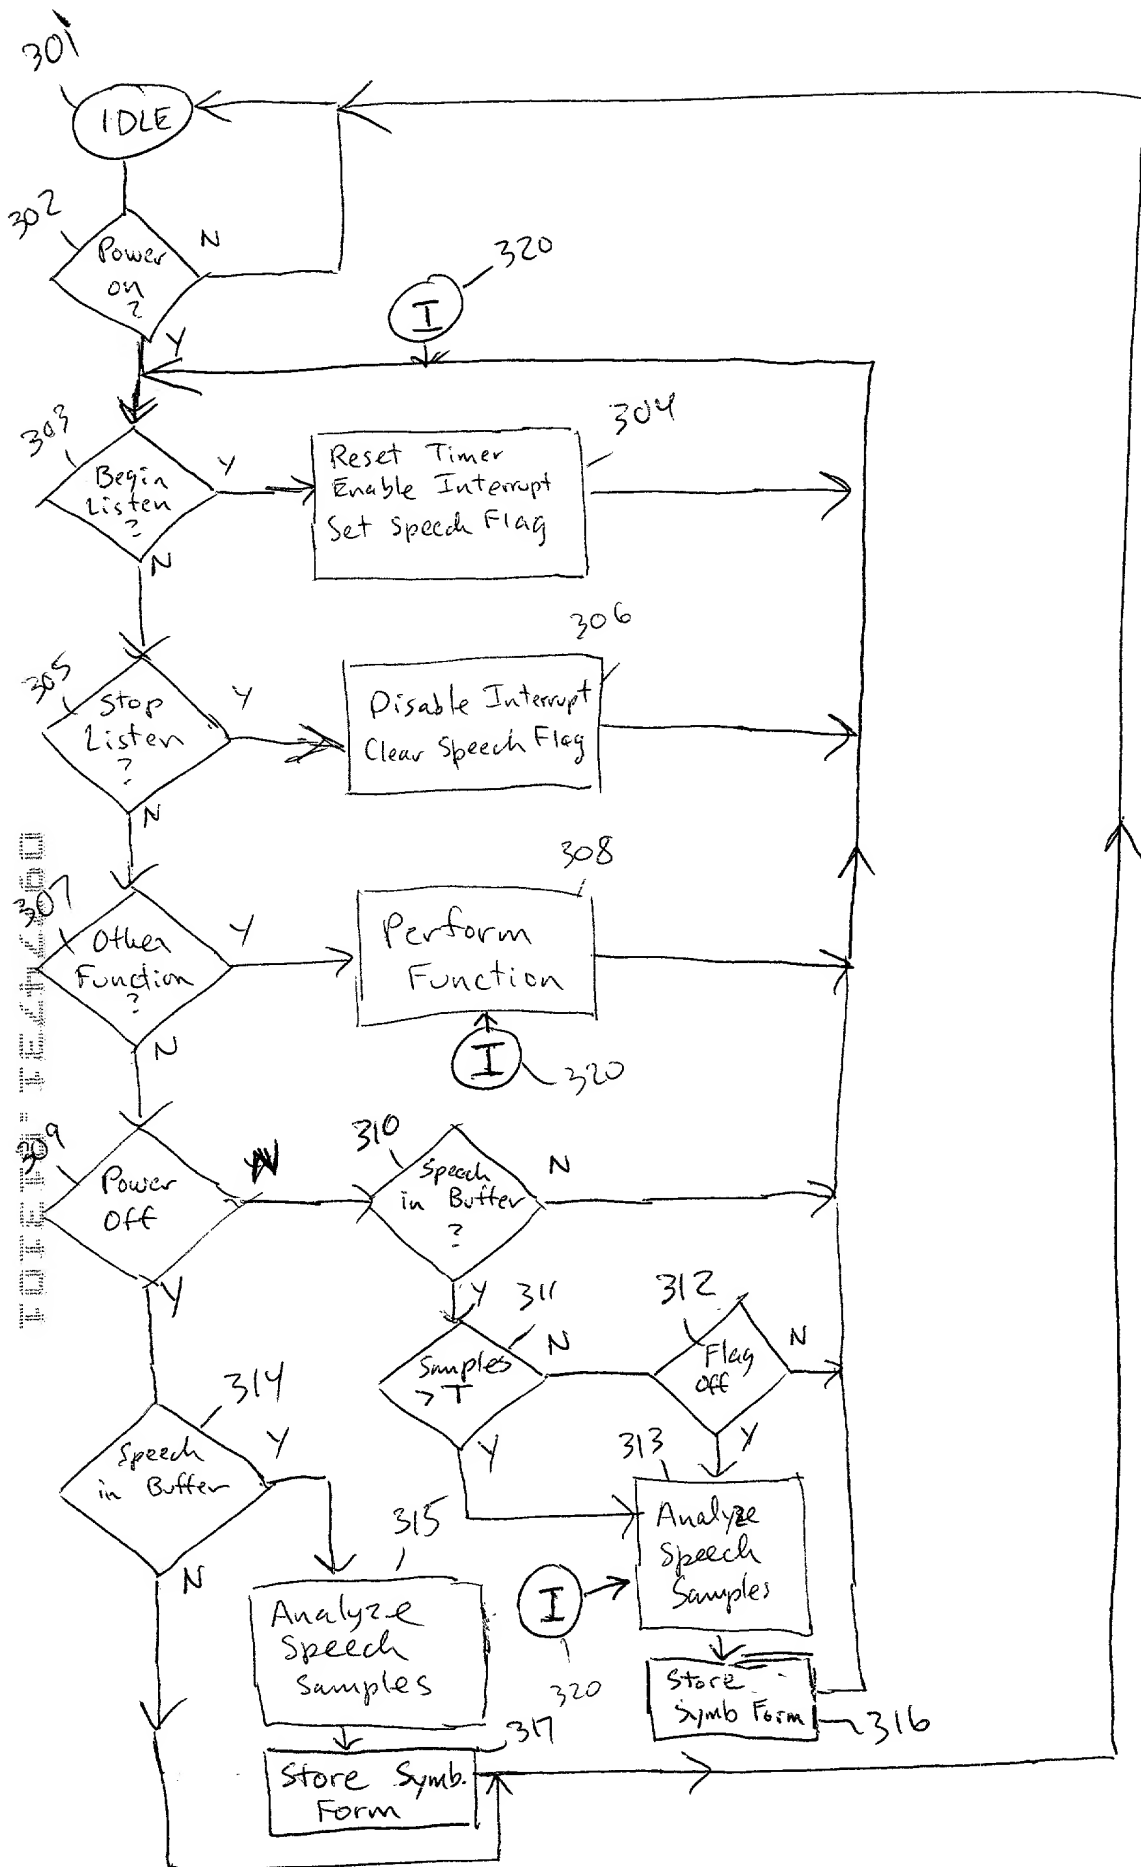 301
IDLE
302
Power
on
?
N
Y
320
I
303
Begin
Listen
?
Y
N
304
Reset Timer
Enable Interrupt
Set Speech Flag
305
Stop
Listen
?
Y
N
306
Disable Interrupt
Clear Speech Flag
307
Other
Function
?
Y
N
308
Perform
Function
I
320
309
Power
Off
N
Y
310
Speech
in Buffer
?
N
Y
311
Samples
> T
N
Y
312
Flag
Off
N
Y
313
Analyze
Speech
Samples
I
320
Store
Symb Form
316
314
Speech
in Buffer
Y
N
315
Analyze
Speech
Samples
317
Store Symb.
Form